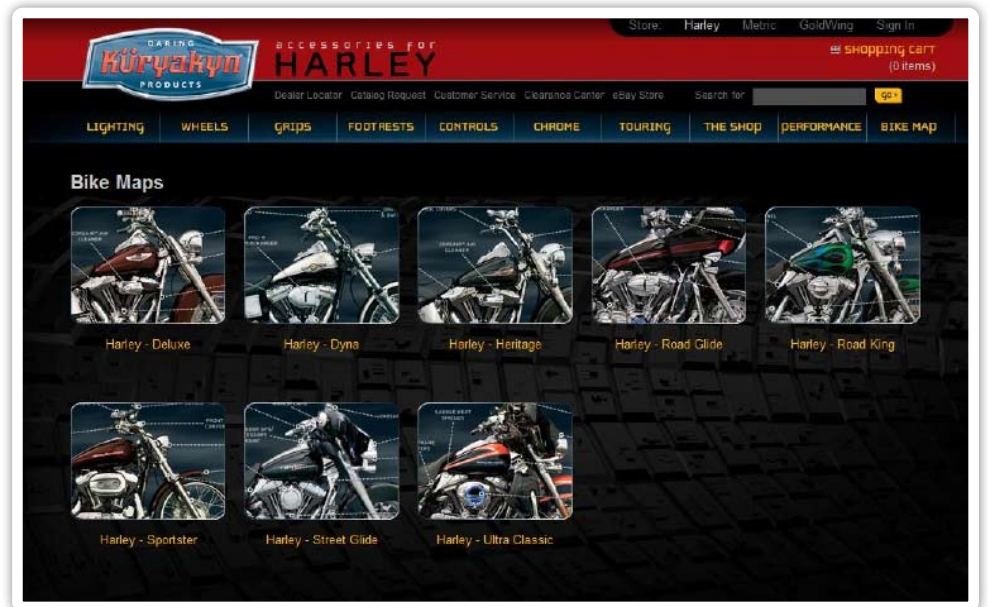 Store: Harley Metric GoldWing Sign In
DARING
Küryakyn
PRODUCTS
accessories for
HARLEY
shopping cart
(0 items)
Dealer Locator Catalog Request Customer Service Clearance Center eBay Store Search for go
LIGHTING WHEELS GRIPS FOOTRESTS CONTROLS CHROME TOURING THE SHOP PERFORMANCE BIKE MAP
Bike Maps
Harley - Deluxe Harley - Dyna Harley - Heritage Harley - Road Glide Harley - Road King
Harley - Sportster Harley - Street Glide Harley - Ultra Classic